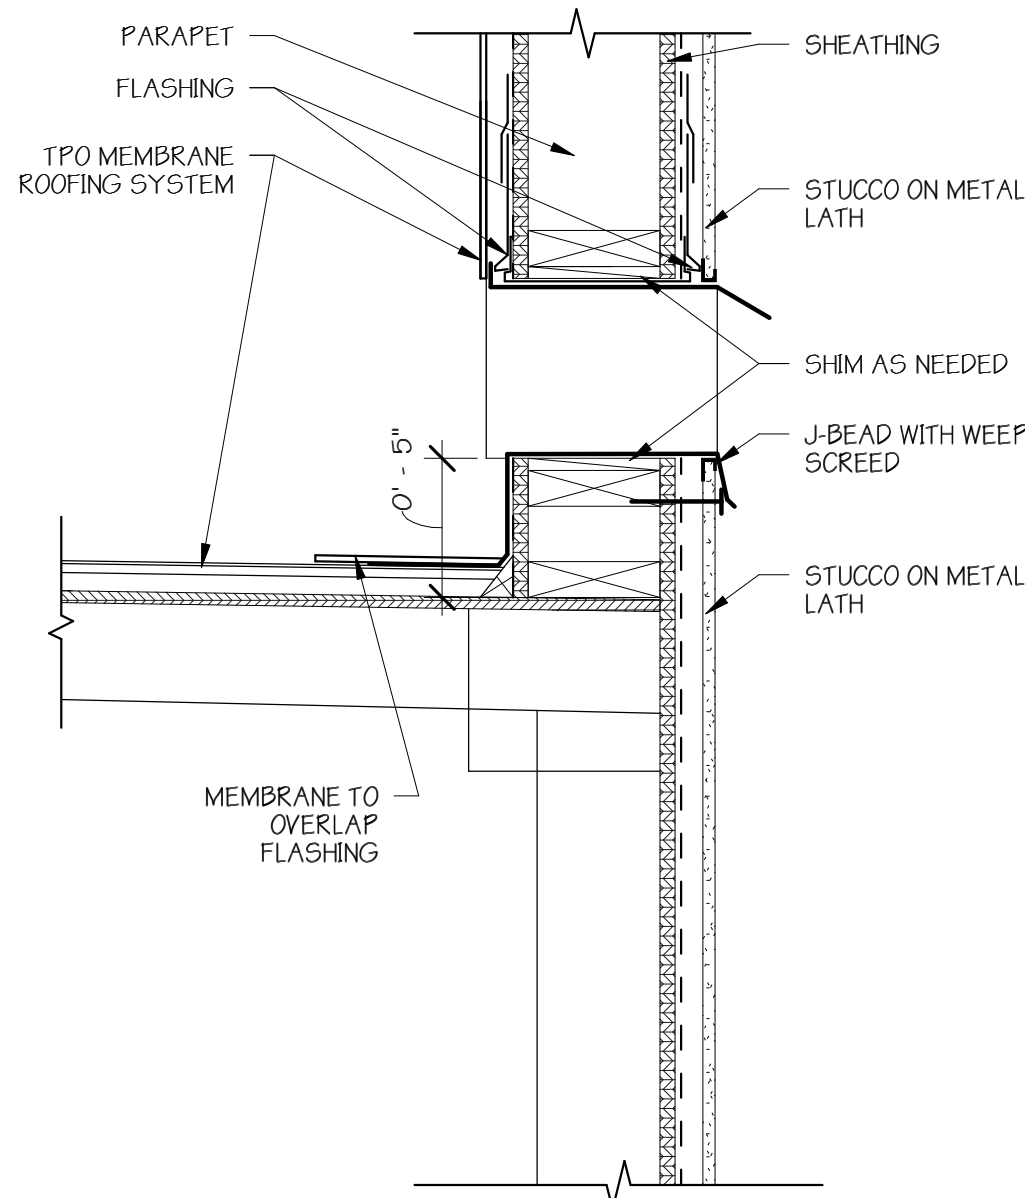 PARAPET
FLASHING
TPO MEMBRANE
ROOFING SYSTEM
SHEATHING
STUCCO ON METAL
LATH
SHIM AS NEEDED
J-BEAD WITH WEEP
SCREED
0' - 5"
STUCCO ON METAL
LATH
MEMBRANE TO
OVERLAP
FLASHING